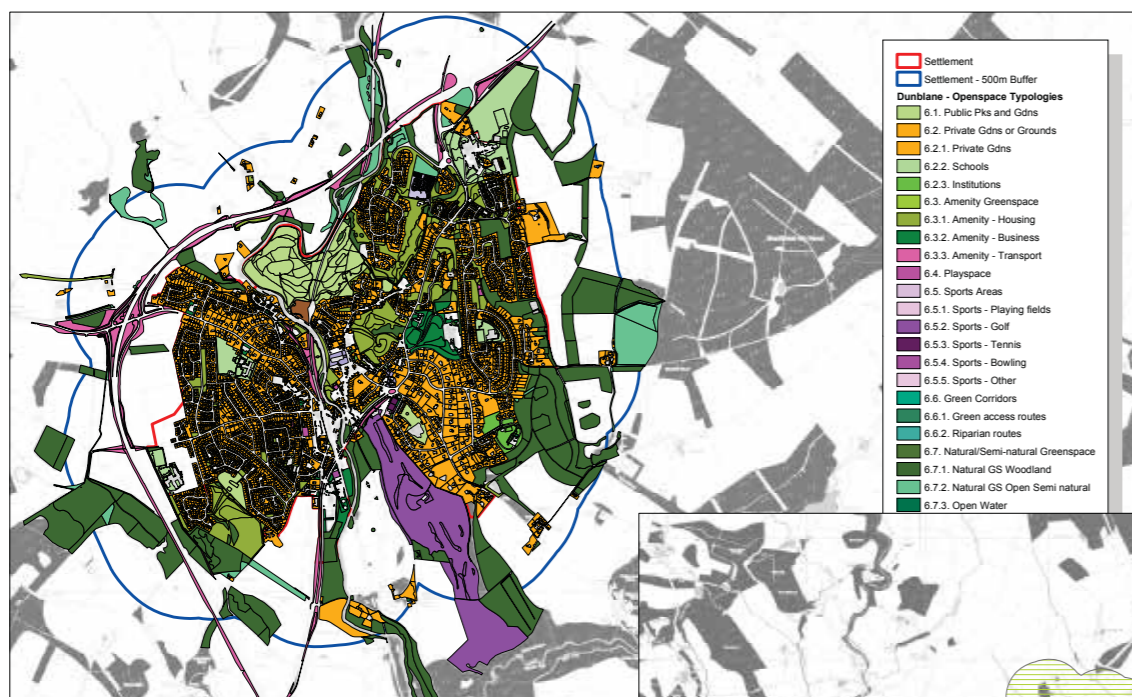 Settlement
Settlement - 500m Buffer
Dunblane - Openspace Typologies
6.1. Public Pks and Gdns
6.2. Private Gdns or Grounds
6.2.1. Private Gdns
6.2.2. Schools
6.2.3. Institutions
6.3. Amenity Greenspace
6.3.1. Amenity - Housing
6.3.2. Amenity - Business
6.3.3. Amenity - Transport
6.4. Playspace
6.5. Sports Areas
6.5.1. Sports - Playing fields
6.5.2. Sports - Golf
6.5.3. Sports - Tennis
6.5.4. Sports - Bowling
6.5.5. Sports - Other
6.6. Green Corridors
6.6.1. Green access routes
6.6.2. Riparian routes
6.7. Natural/Semi-natural Greenspace
6.7.1. Natural GS Woodland
6.7.2. Natural GS Open Semi natural
6.7.3. Open Water